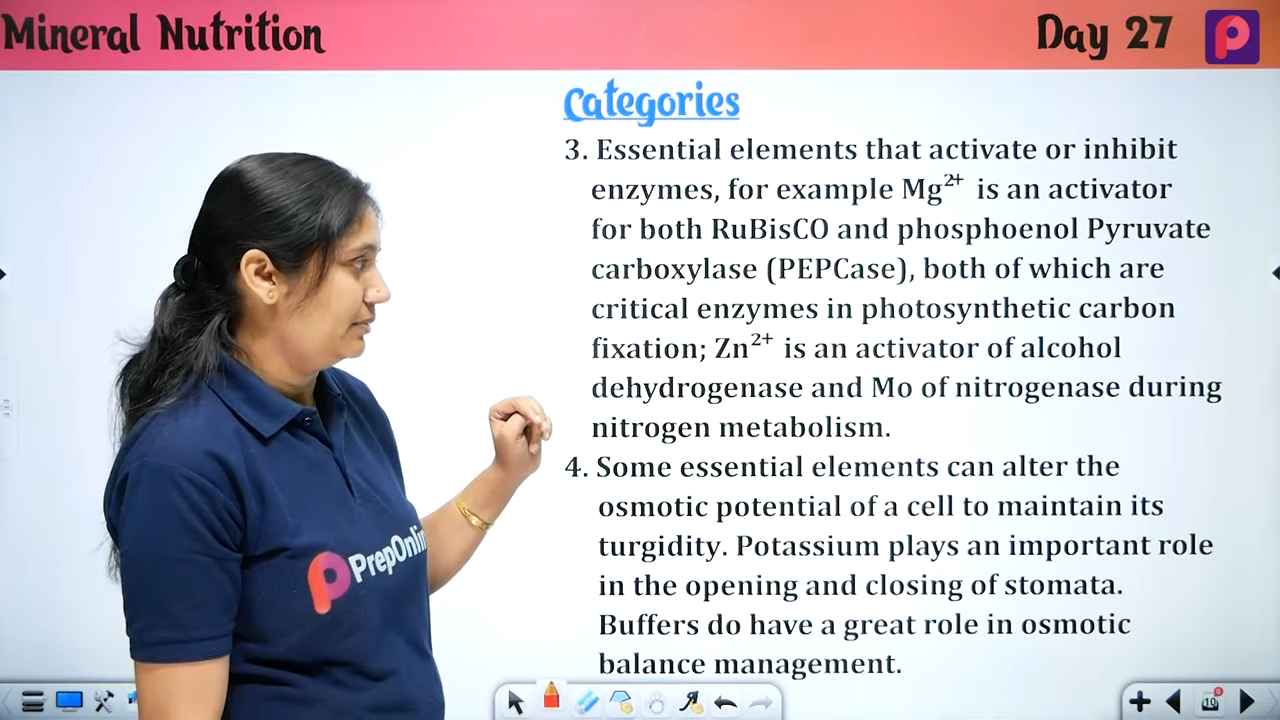 Mineral Nutrition
Day 27
Categories
3. Essential elements that activate or inhibit
enzymes, for example Mg²⁺ is an activator
for both RuBisCO and phosphoenol Pyruvate
carboxylase (PEPCase), both of which are
critical enzymes in photosynthetic carbon
fixation; Zn²⁺ is an activator of alcohol
dehydrogenase and Mo of nitrogenase during
nitrogen metabolism.
4. Some essential elements can alter the
osmotic potential of a cell to maintain its
turgidity. Potassium plays an important role
in the opening and closing of stomata.
Buffers do have a great role in osmotic
balance management.
PrepOnli